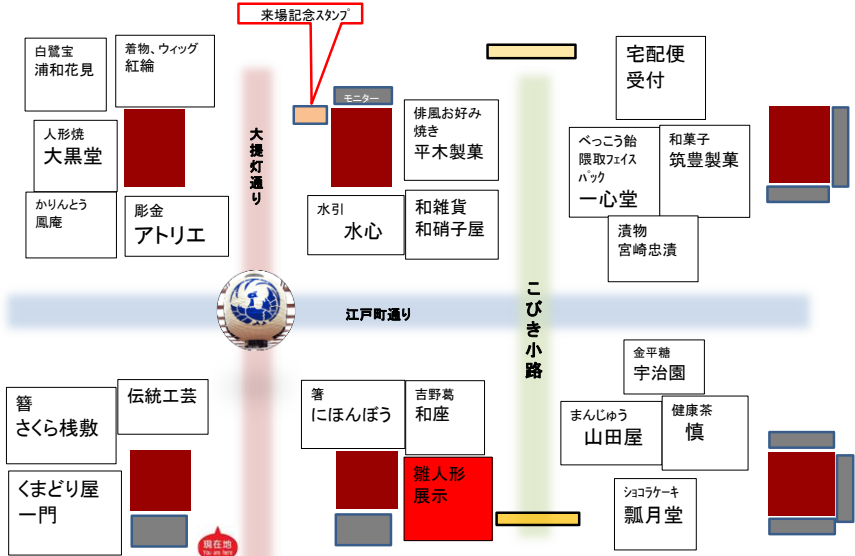 来場記念スタンプ
白鷺宝
浦和花見
着物、ウィッグ
紅綸
人形焼
大黒堂
かりんとう
鳳庵
彫金
アトリエ
大提灯通り
モニター
俳風お好み
焼き
平木製菓
水引
水心
和雑貨
和硝子屋
宅配便
受付
べっこう飴
隈取フェイス
パック
一心堂
和菓子
筑豊製菓
漬物
宮崎忠漬
江戸町通り
こびき小路
簪
さくら桟敷
伝統工芸
くまどり屋
一門
現在地
You are here
箸
にほんぼう
吉野葛
和座
雛人形
展示
金平糖
宇治園
まんじゅう
山田屋
健康茶
慎
ショコラケーキ
瓢月堂